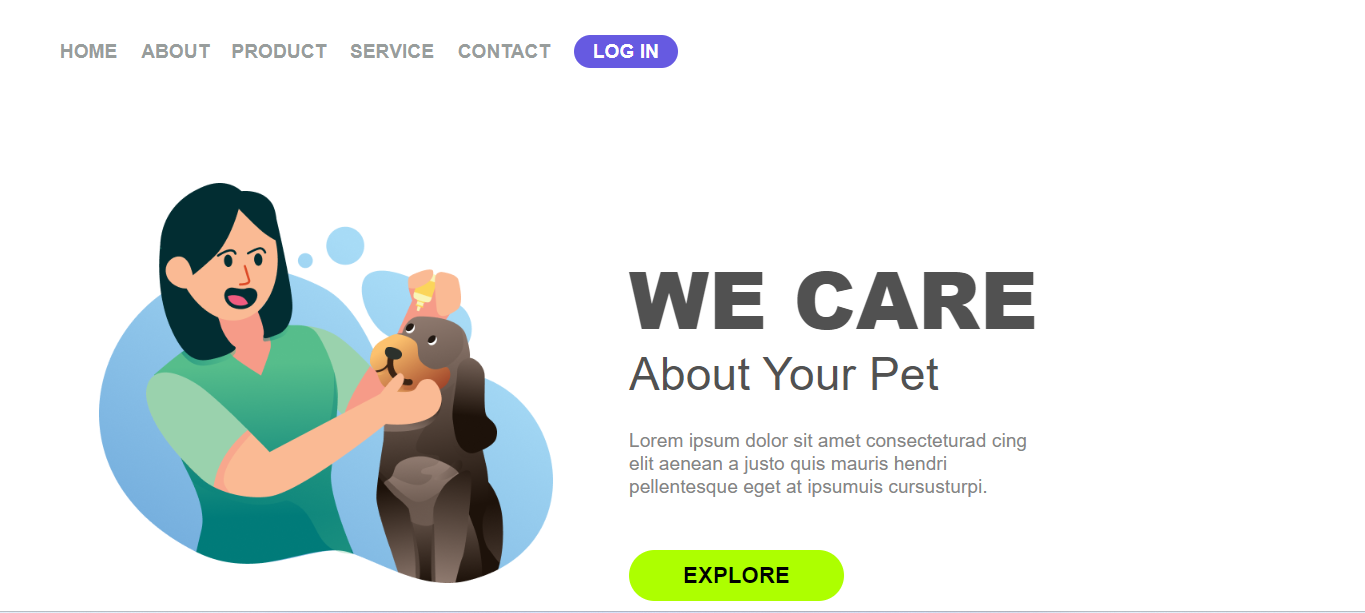 HOME ABOUT PRODUCT SERVICE CONTACT LOG IN
WE CARE
About Your Pet
Lorem ipsum dolor sit amet consecteturad cing
elit aenean a justo quis mauris hendri
pellentesque eget at ipsumuis cursusturpi.
EXPLORE